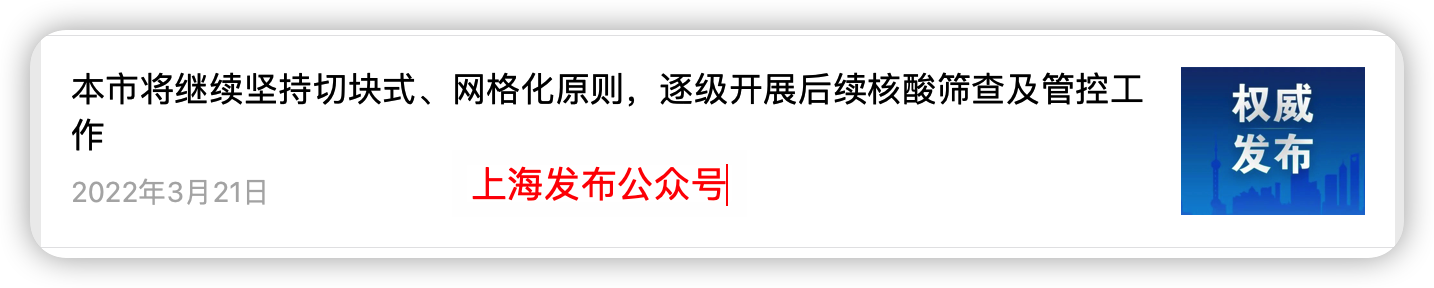 本市将继续坚持切块式、网格化原则，逐级开展后续核酸筛查及管控工
作
2022年3月21日
上海发布公众号
权威
发布